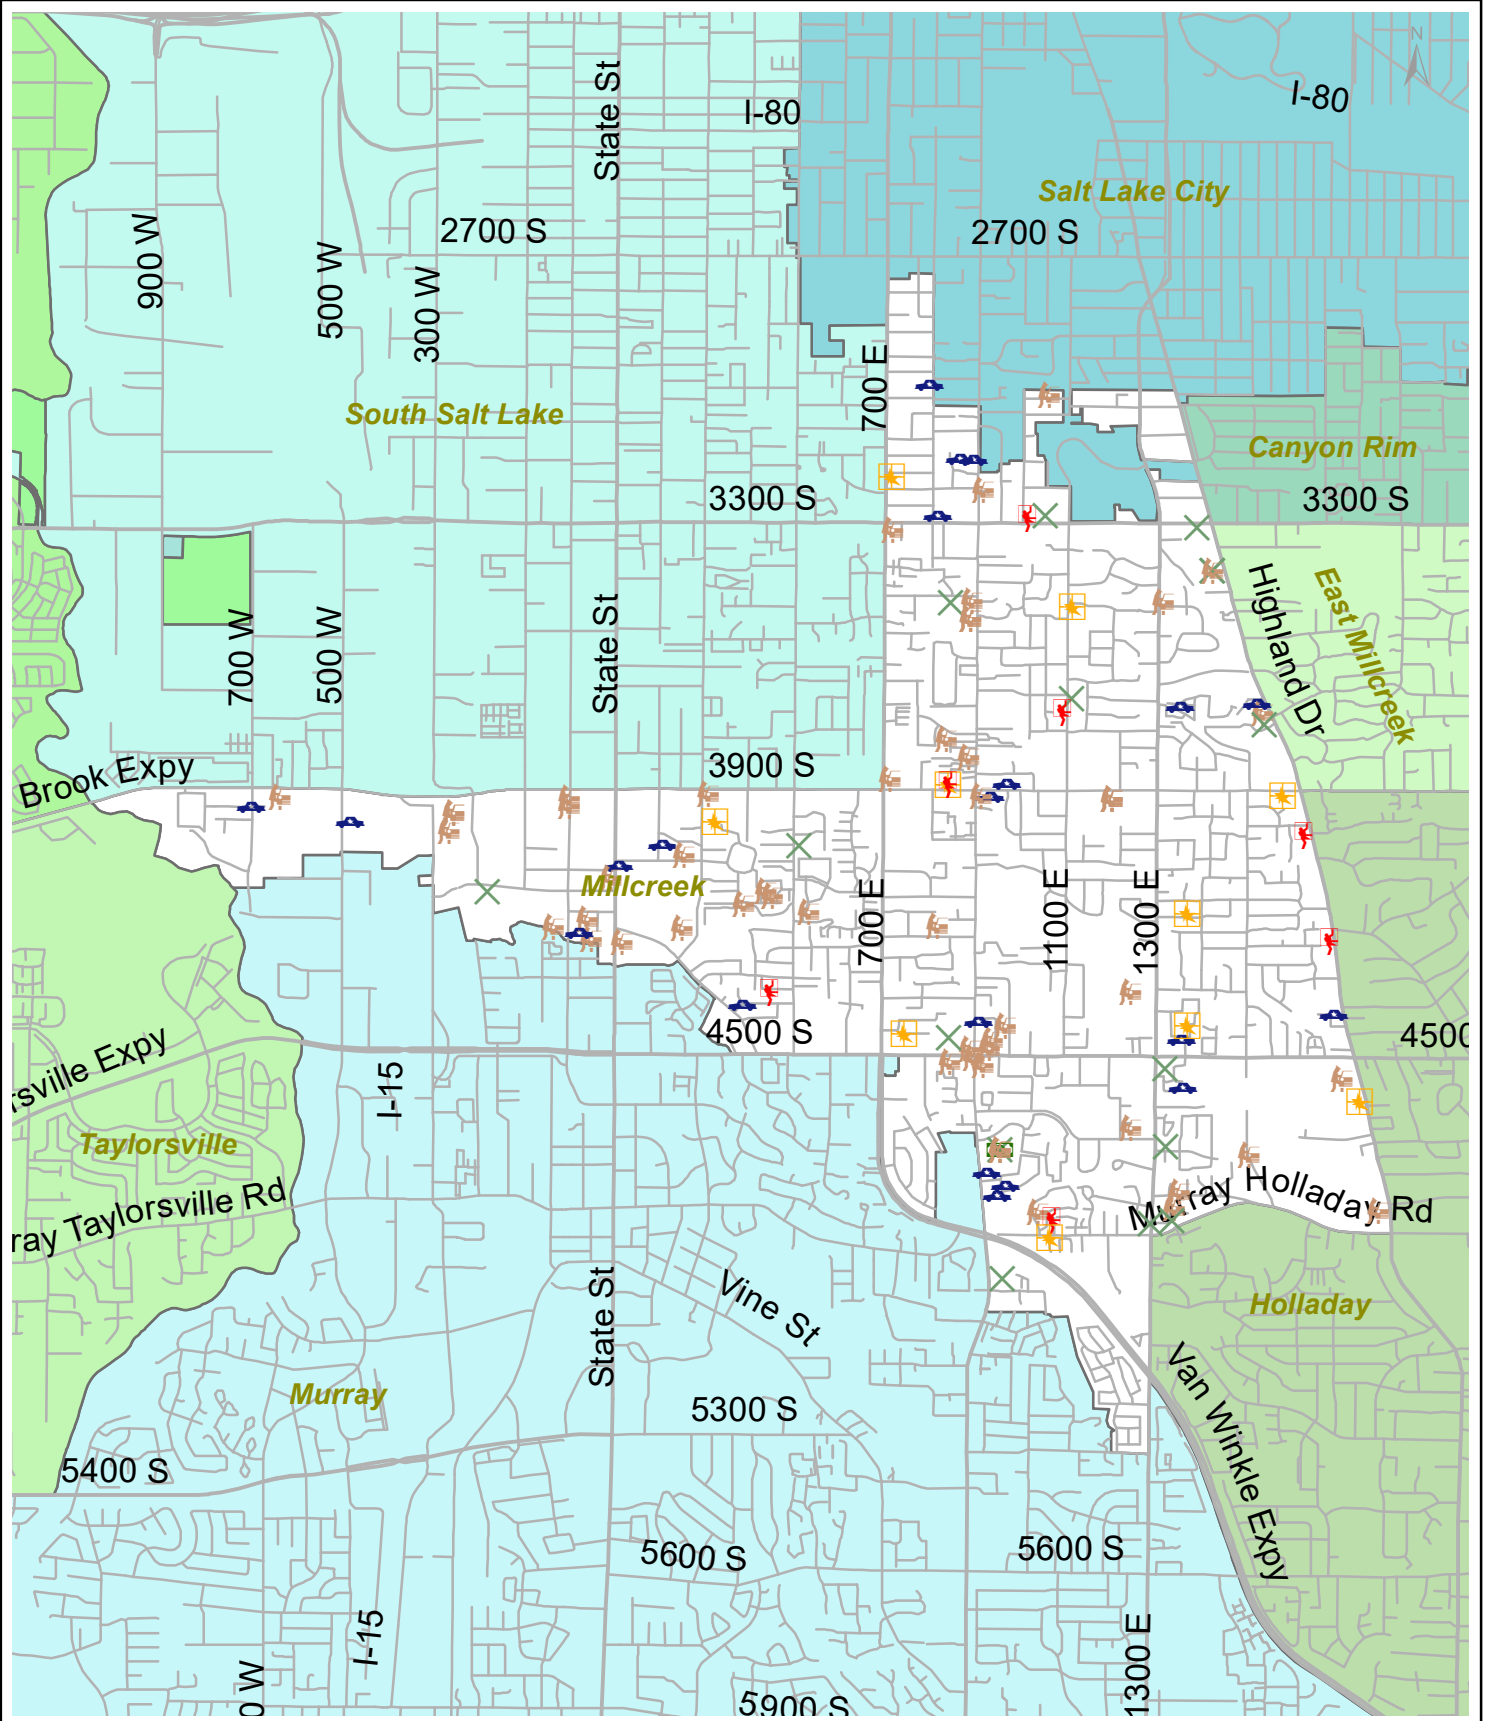 N
I-80
I-80
State St
Salt Lake City
2700 S
2700 S
900 W
500 W
300 W
700 E
South Salt Lake
Canyon Rim
3300 S
3300 S
Highland Dr
East Millcreek
700 W
500 W
State St
3900 S
Brook Expy
Millcreek
700 E
1100 E
1300 E
4500 S
4500
rsville Expy
I-15
Taylorsville
ray Taylorsville Rd
Murray Holladay Rd
State St
Vine St
Holladay
Murray
5300 S
Van Winkle Expy
5400 S
5600 S
5600 S
I-15
0 W
1300 E
5900 S